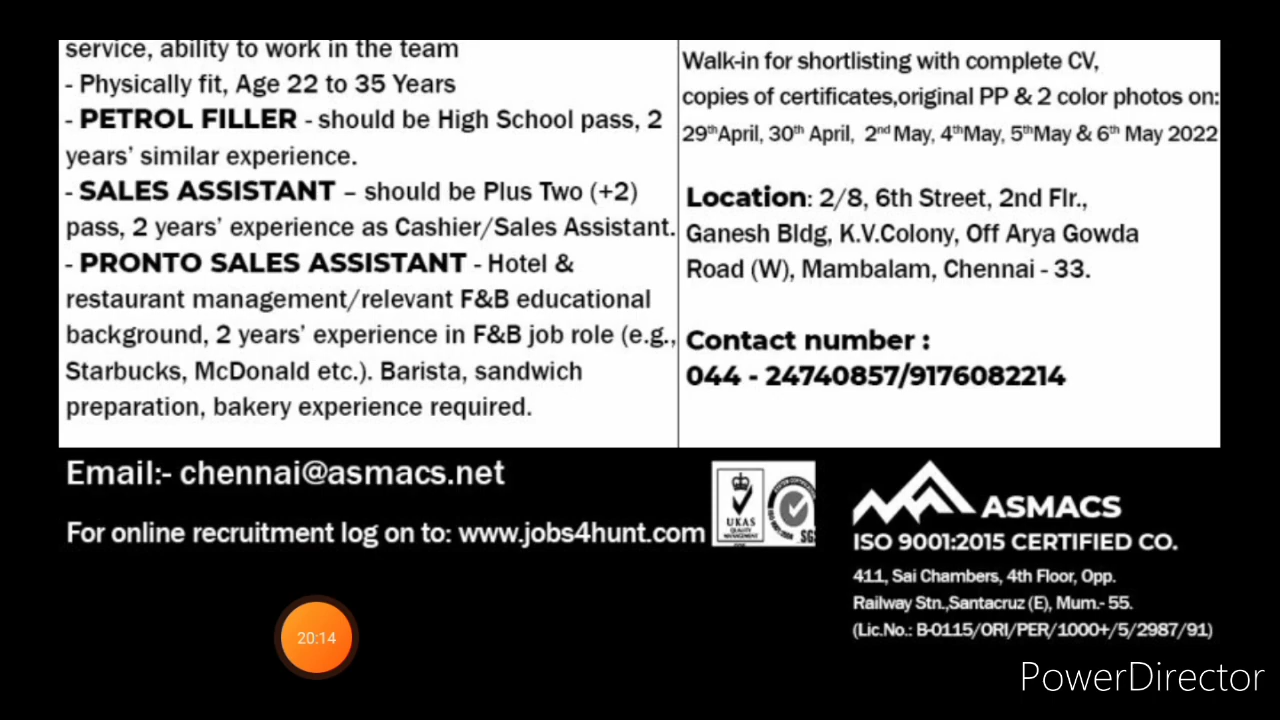 service, ability to work in the team
- Physically fit, Age 22 to 35 Years
- PETROL FILLER - should be High School pass, 2
years’ similar experience.
- SALES ASSISTANT – should be Plus Two (+2)
pass, 2 years’ experience as Cashier/Sales Assistant.
- PRONTO SALES ASSISTANT - Hotel &
restaurant management/relevant F&B educational
background, 2 years’ experience in F&B job role (e.g.,
Starbucks, McDonald etc.). Barista, sandwich
preparation, bakery experience required.
Walk-in for shortlisting with complete CV,
copies of certificates,original PP & 2 color photos on:
29thApril, 30th April, 2nd May, 4thMay, 5thMay & 6th May 2022
Location: 2/8, 6th Street, 2nd Flr.,
Ganesh Bldg, K.V.Colony, Off Arya Gowda
Road (W), Mambalam, Chennai - 33.
Contact number :
044 - 24740857/9176082214
Email:- chennai@asmacs.net
For online recruitment log on to: www.jobs4hunt.com
UKAS
QUALITY
MANAGEMENT
SGS
ASMACS
ISO 9001:2015 CERTIFIED CO.
411, Sai Chambers, 4th Floor, Opp.
Railway Stn.,Santacruz (E), Mum.- 55.
(Lic.No.: B-0115/ORI/PER/1000+/5/2987/91)
20:14
PowerDirector